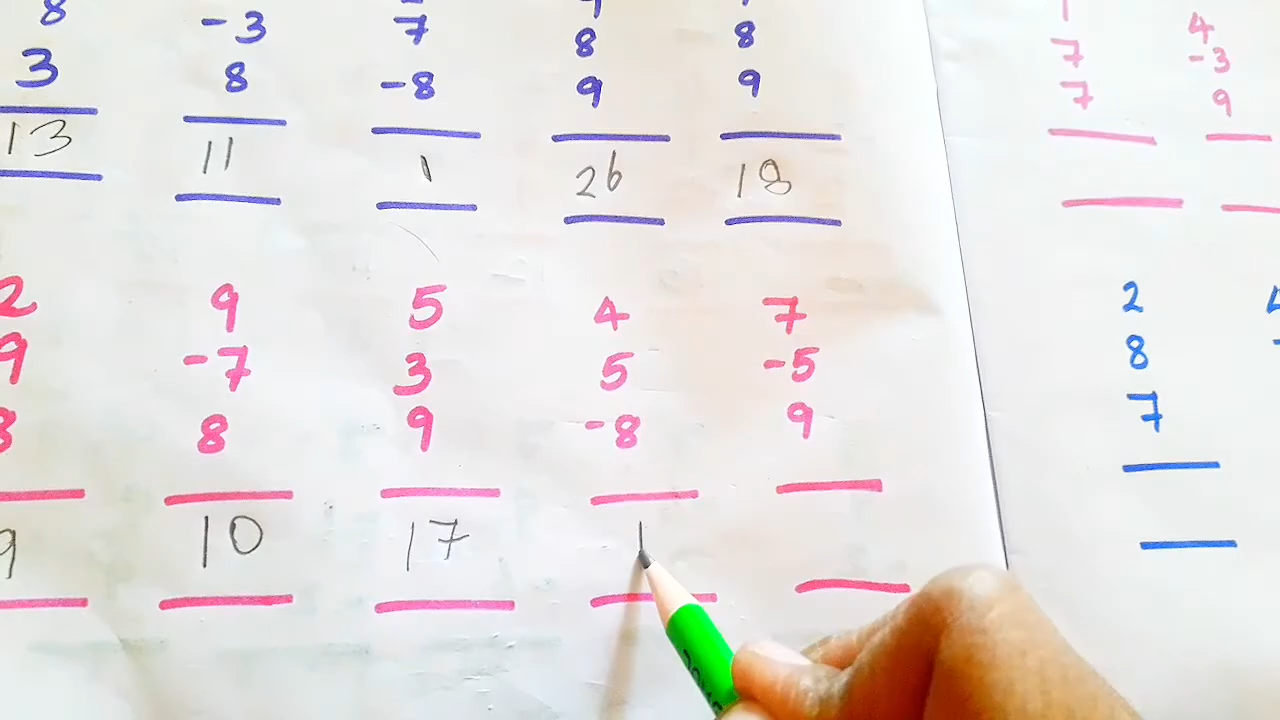 8 -3 7 8 8
3 8 -8 9 9
13 11 1 26 18
2 9 5 4 7
9 -7 3 5 -5
8 8 9 -8 9
9 10 17 1
4
7 -3
7 9
2
8
7